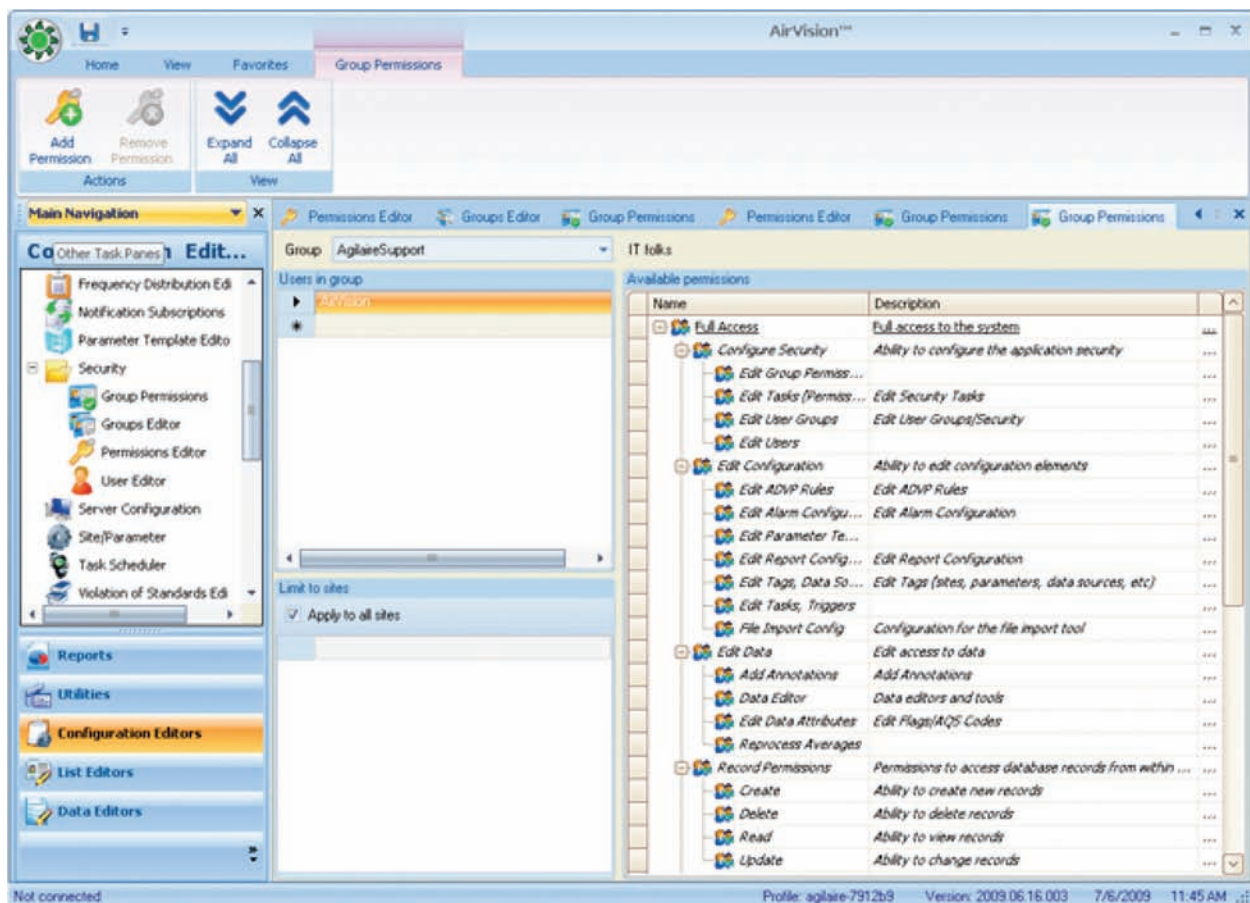 AirVision™
Home View Favorites Group Permissions
Add Permission
Remove Permission
Expand All
Collapse All
Actions
View
Main Navigation
Permissions Editor Groups Editor Group Permissions Permissions Editor Group Permissions Group Permissions
Co Edit...
Other Task Panes
Frequency Distribution Edi
Notification Subscriptions
Parameter Template Edito
Security
Group Permissions
Groups Editor
Permissions Editor
User Editor
Server Configuration
Site/Parameter
Task Scheduler
Violation of Standards Edi
Reports
Utilities
Configuration Editors
List Editors
Data Editors
Group AgilaireSupport IT folks
Users in group
AirVision
Limit to sites
Apply to all sites
Available permissions
Name Description
Full Access Full access to the system ...
Configure Security Ability to configure the application security ...
Edit Group Permiss... ...
Edit Tasks (Permiss... Edit Security Tasks ...
Edit User Groups Edit User Groups/Security ...
Edit Users ...
Edit Configuration Ability to edit configuration elements ...
Edit ADVP Rules Edit ADVP Rules ...
Edit Alarm Configu... Edit Alarm Configuration ...
Edit Parameter Te... ...
Edit Report Config... Edit Report Configuration ...
Edit Tags, Data So... Edit Tags (sites, parameters, data sources, etc) ...
Edit Tasks, Triggers ...
File Import Config Configuration for the file import tool ...
Edit Data Edit access to data ...
Add Annotations Add Annotations ...
Data Editor Data editors and tools ...
Edit Data Attributes Edit Flags/AQS Codes ...
Reprocess Averages ...
Record Permissions Permissions to access database records from within ... ...
Create Ability to create new records ...
Delete Ability to delete records ...
Read Ability to view records ...
Update Ability to change records ...
Not connected Profile: agilaire-7912b9 Version: 2009.06.16.003 7/6/2009 11:45 AM